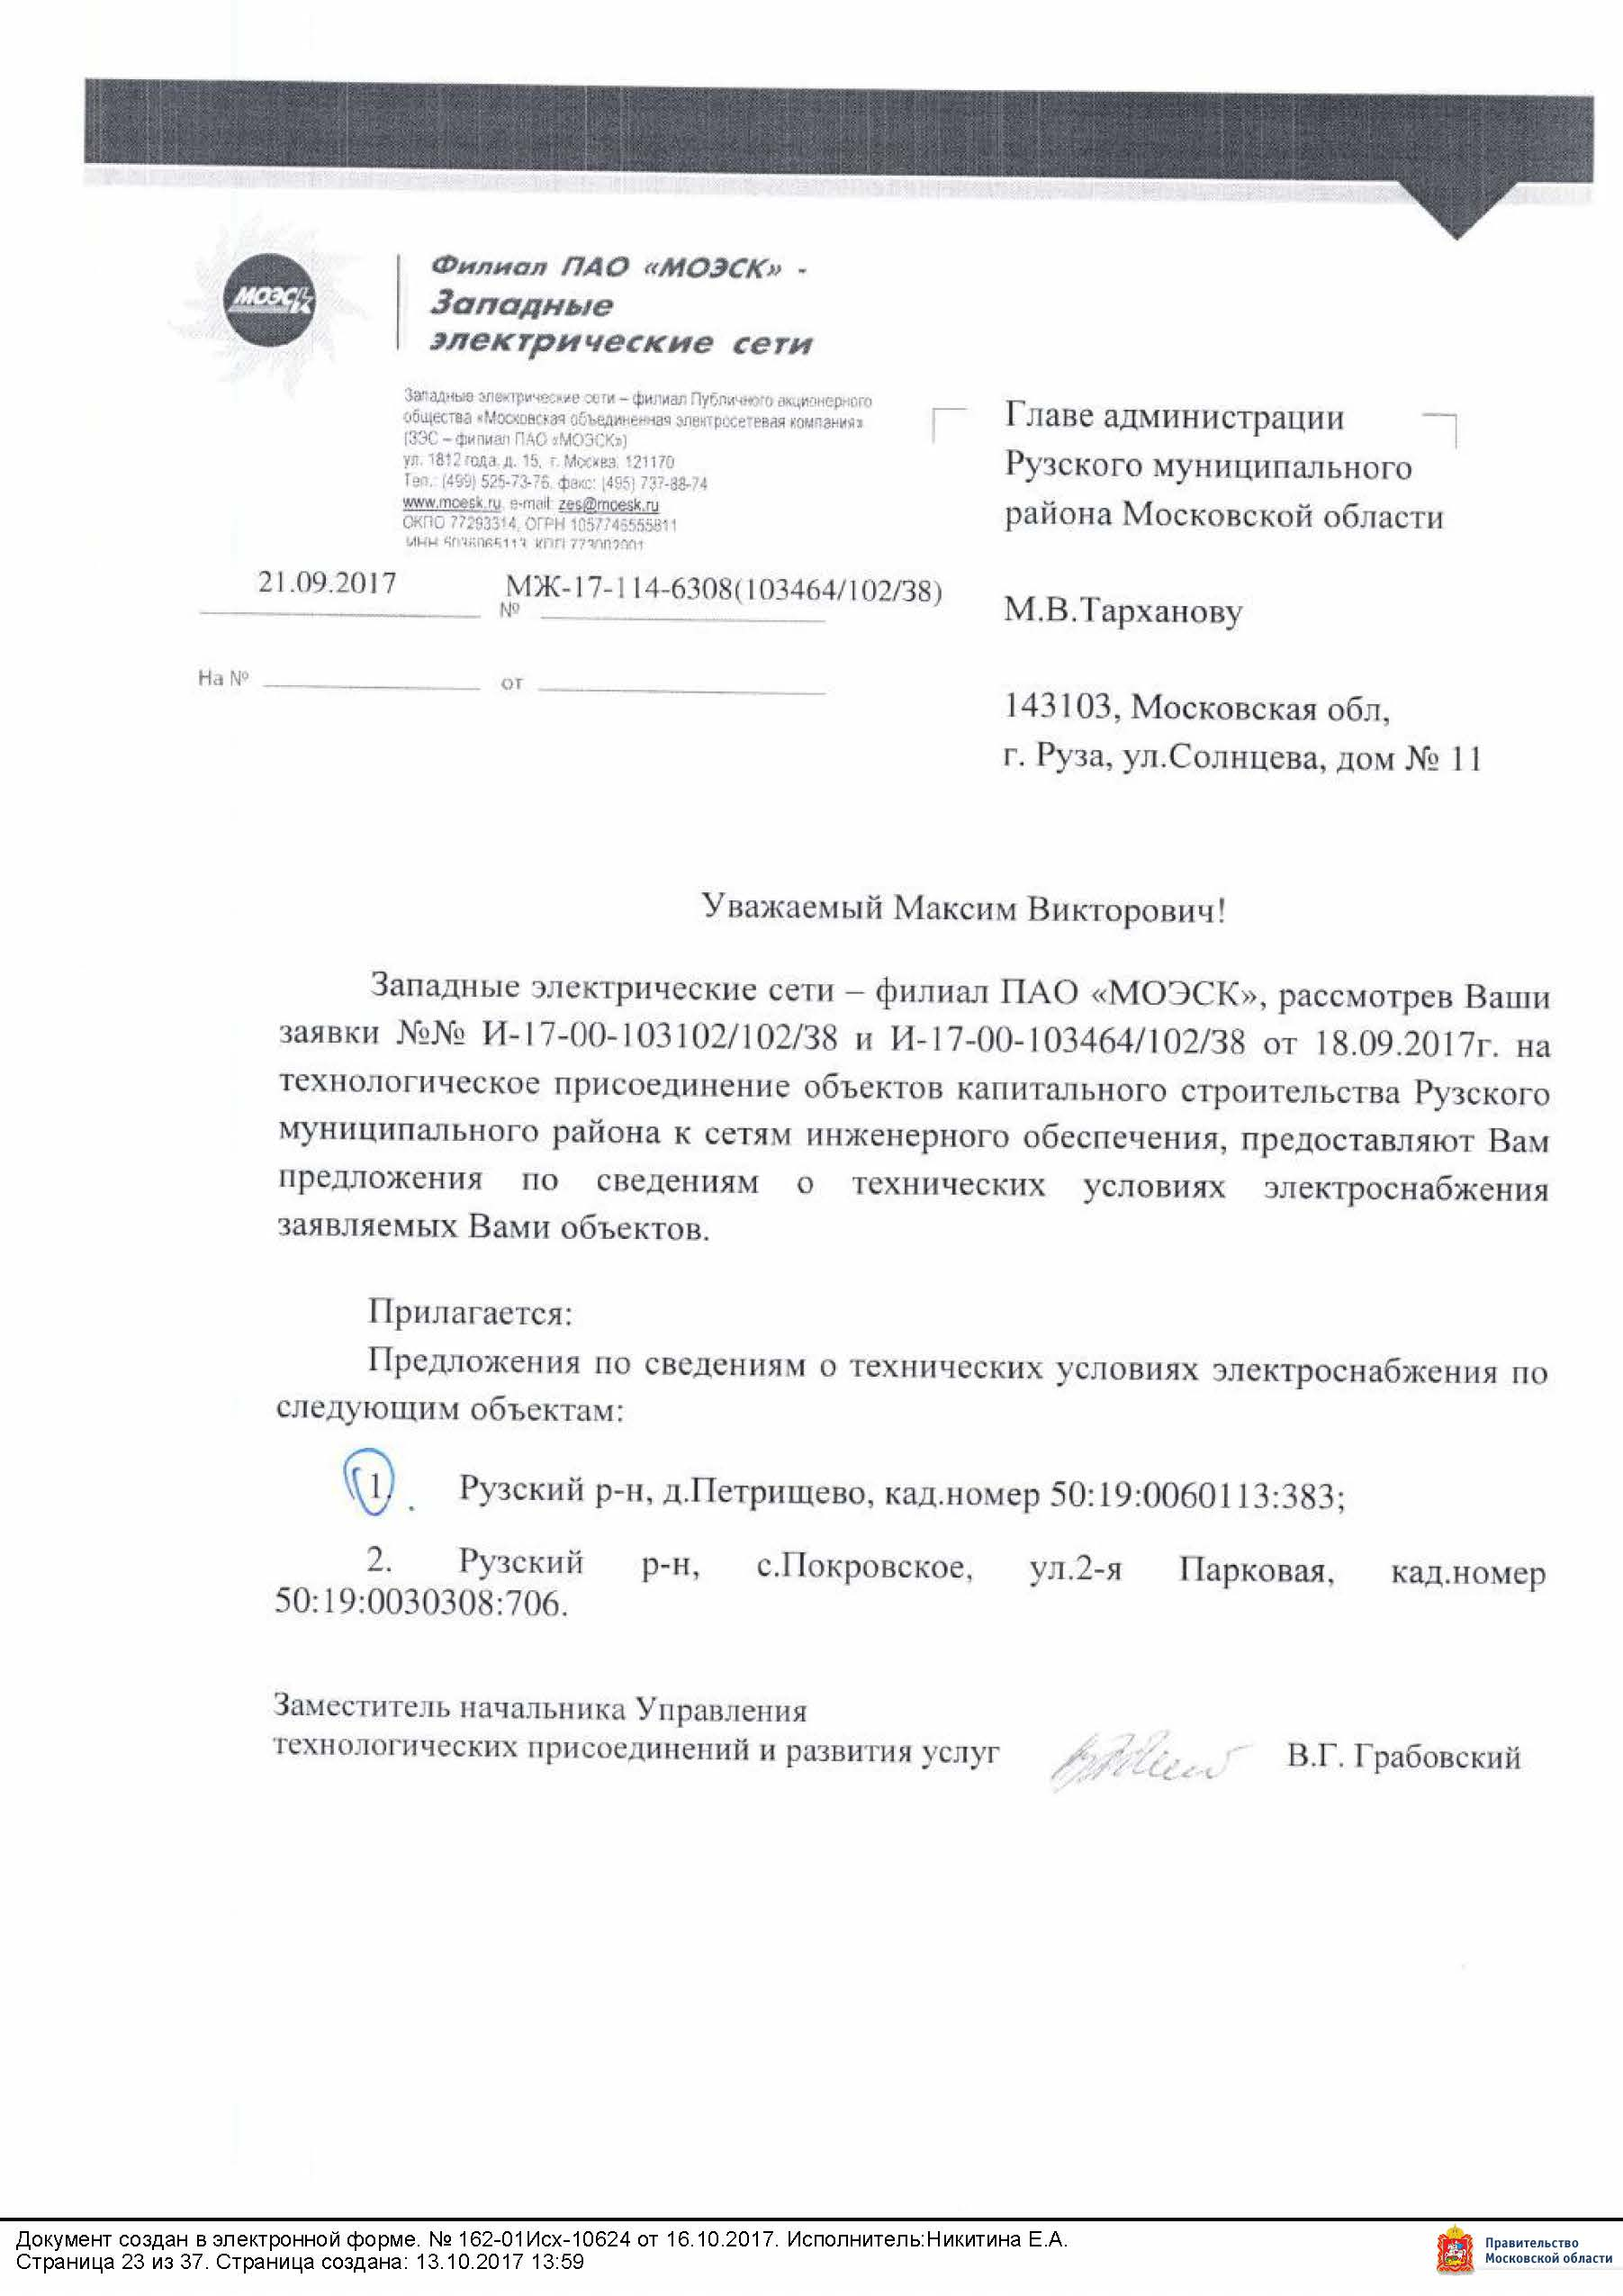 МОЭСК
Филиал ПАО «МОЭСК» -
Западные
электрические сети
Западные электрические сети – филиал Публичного акционерного
общества «Московская объединенная электросетевая компания»
(ЗЭС – филиал ПАО «МОЭСК»)
ул. 1812 года, д. 15, г. Москва, 121170
Тел.: (499) 525-73-76, факс: (495) 737-88-74
www.moesk.ru, e-mail: zes@moesk.ru
ОКПО 77293314, ОГРН 1057746555811
ИНН 5036065113, КПП 773002001
21.09.2017 МЖ-17-114-6308(103464/102/38)
№
На № от
Главе администрации
Рузского муниципального
района Московской области
М.В.Тарханову
143103, Московская обл,
г. Руза, ул.Солнцева, дом № 11
Уважаемый Максим Викторович!
Западные электрические сети – филиал ПАО «МОЭСК», рассмотрев Ваши
заявки №№ И-17-00-103102/102/38 и И-17-00-103464/102/38 от 18.09.2017г. на
технологическое присоединение объектов капитального строительства Рузского
муниципального района к сетям инженерного обеспечения, предоставляют Вам
предложения по сведениям о технических условиях электроснабжения
заявляемых Вами объектов.
Прилагается:
Предложения по сведениям о технических условиях электроснабжения по
следующим объектам:
1. Рузский р-н, д.Петрищево, кад.номер 50:19:0060113:383;
2. Рузский р-н, с.Покровское, ул.2-я Парковая, кад.номер
50:19:0030308:706.
Заместитель начальника Управления
технологических присоединений и развития услуг В.Г. Грабовский
Документ создан в электронной форме. № 162-01Исх-10624 от 16.10.2017. Исполнитель:Никитина Е.А.
Страница 23 из 37. Страница создана: 13.10.2017 13:59
Правительство
Московской области